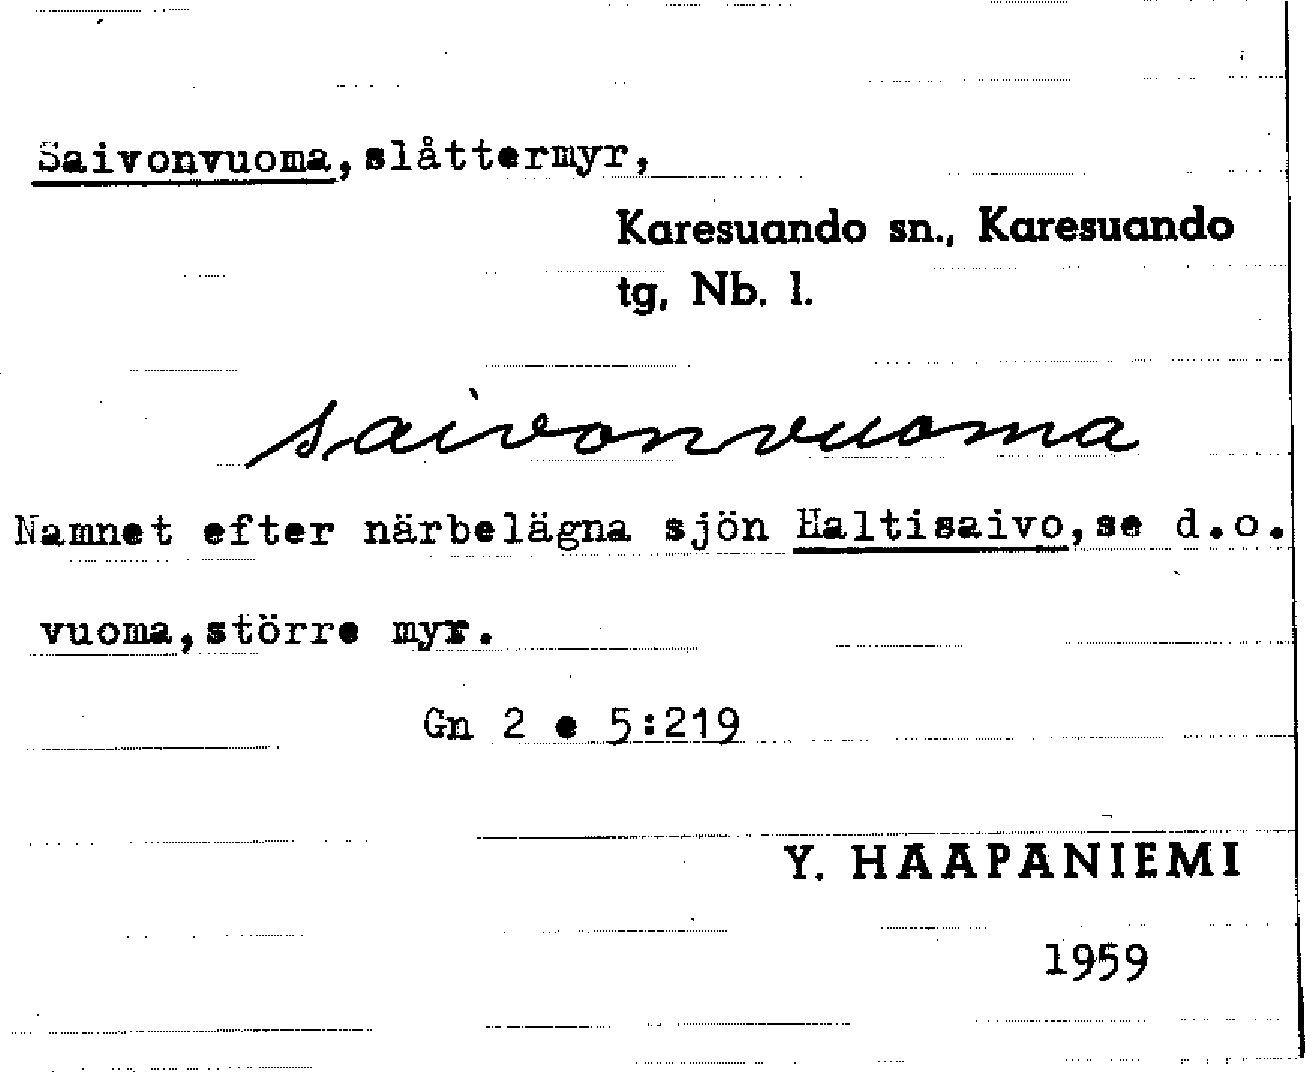 Saivonvuoma, slåttermyr,
Karesuando sn., Karesuando
tg, Nb. l.
saivonvuoma
Namnet efter närbelägna sjön Haltisaivo, se d.o.
vuoma, större myr.
Gn 2 e 5:219
Y. HAAPANIEMI
1959